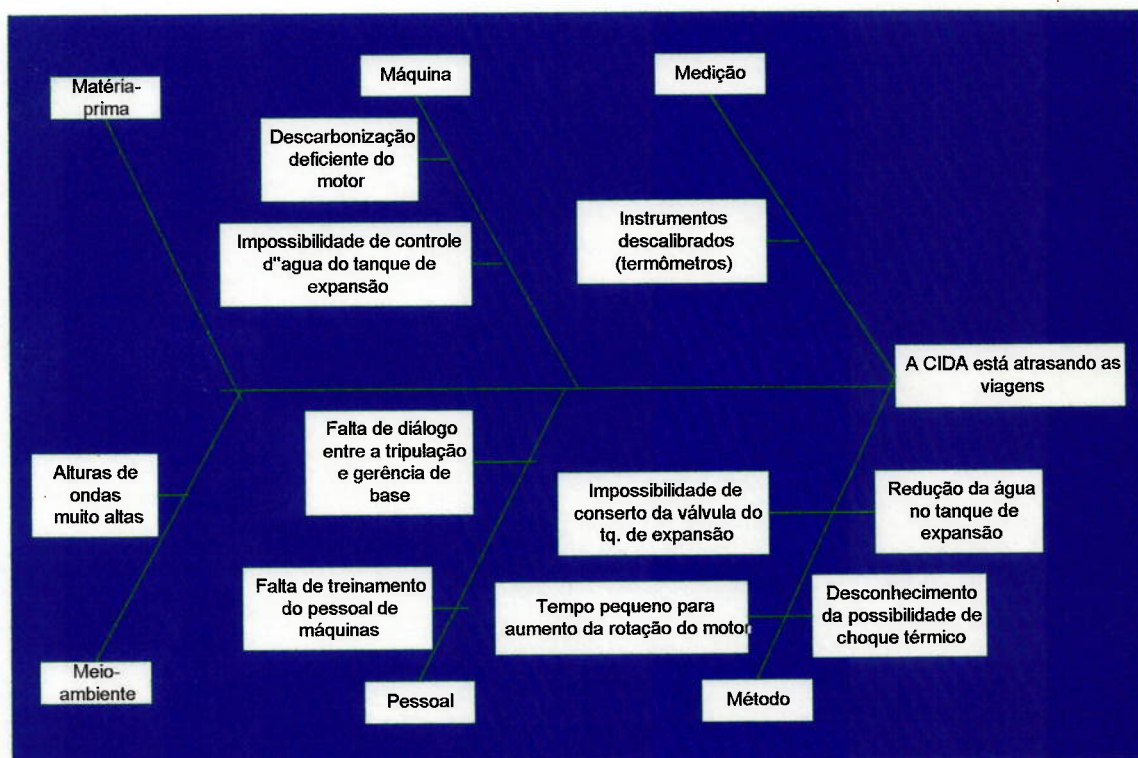 Matéria-
prima
Máquina
Medição
Descarbonização
deficiente do
motor
Impossibilidade de controle
d"agua do tanque de
expansão
Instrumentos
descalibrados
(termômetros)
A CIDA está atrasando as
viagens
Alturas de
ondas
muito altas
Falta de diálogo
entre a tripulação
e gerência de
base
Impossibilidade de
conserto da válvula do
tq. de expansão
Redução da água
no tanque de
expansão
Falta de treinamento
do pessoal de
máquinas
Tempo pequeno para
aumento da rotação do motor
Desconhecimento
da possibilidade de
choque térmico
Meio-
ambiente
Pessoal
Método